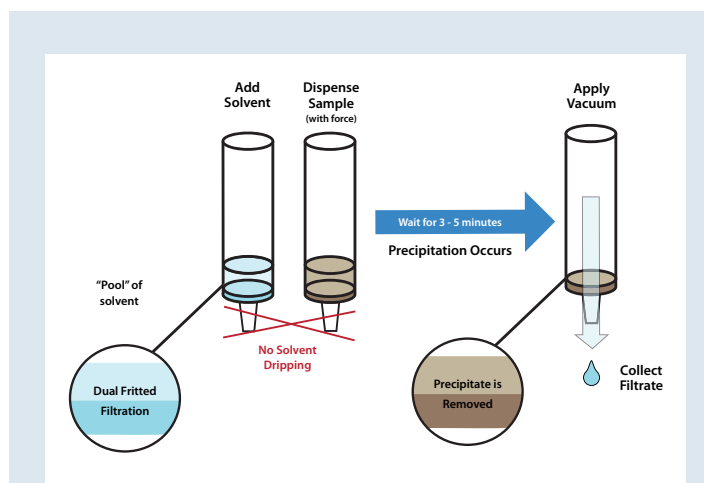 Add
Solvent
Dispense
Sample
(with force)
Apply
Vacuum
Wait for 3 - 5 minutes
Precipitation Occurs
"Pool" of
solvent
No Solvent
Dripping
Dual Fritted
Filtration
Precipitate is
Removed
Collect
Filtrate